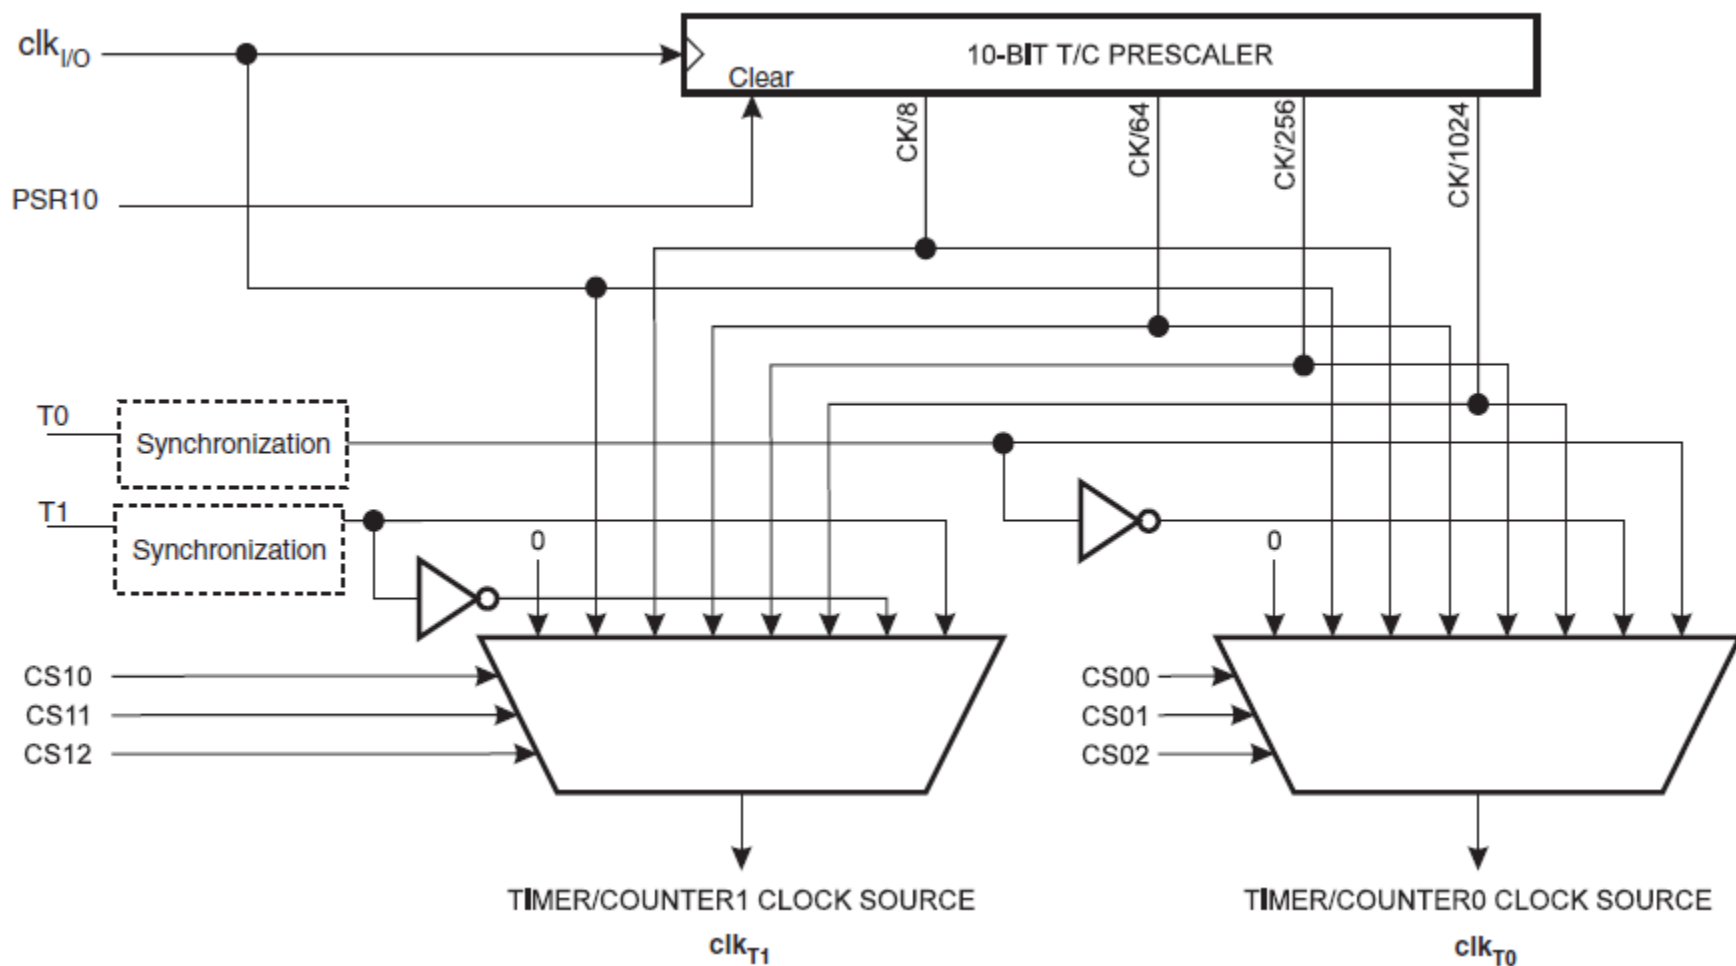 clkI/O
10-BIT T/C PRESCALER
Clear
CK/8
CK/64
CK/256
CK/1024
PSR10
T0
Synchronization
T1
Synchronization
0
0
CS10
CS11
CS12
CS00
CS01
CS02
TIMER/COUNTER1 CLOCK SOURCE
clkT1
TIMER/COUNTER0 CLOCK SOURCE
clkT0